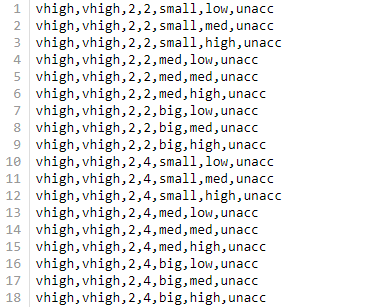 1 vhigh,vhigh,2,2,small,low,unacc
2 vhigh,vhigh,2,2,small,med,unacc
3 vhigh,vhigh,2,2,small,high,unacc
4 vhigh,vhigh,2,2,med,low,unacc
5 vhigh,vhigh,2,2,med,med,unacc
6 vhigh,vhigh,2,2,med,high,unacc
7 vhigh,vhigh,2,2,big,low,unacc
8 vhigh,vhigh,2,2,big,med,unacc
9 vhigh,vhigh,2,2,big,high,unacc
10 vhigh,vhigh,2,4,small,low,unacc
11 vhigh,vhigh,2,4,small,med,unacc
12 vhigh,vhigh,2,4,small,high,unacc
13 vhigh,vhigh,2,4,med,low,unacc
14 vhigh,vhigh,2,4,med,med,unacc
15 vhigh,vhigh,2,4,med,high,unacc
16 vhigh,vhigh,2,4,big,low,unacc
17 vhigh,vhigh,2,4,big,med,unacc
18 vhigh,vhigh,2,4,big,high,unacc